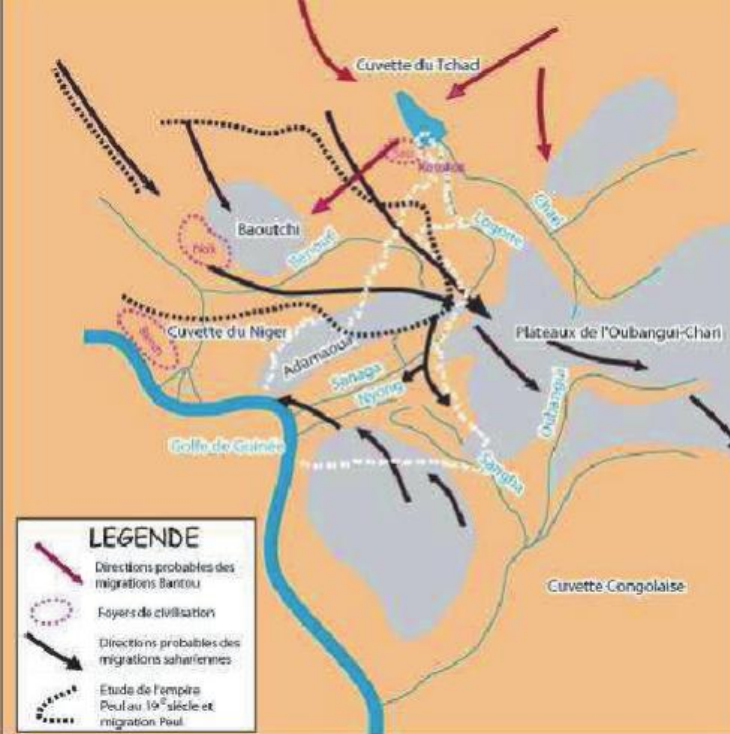 Cuvette du Tchad
Sao
Kotokos
Chari
Logone
Baoutchi
Nok
Bénoué
Cuvette du Niger
Benin
Adamaoua
Plateaux de l'Oubangui-Chari
Sanaga
Nyong
Oubangui
Golfe de Guinée
Sangha
Cuvette Congolaise
LEGENDE
Directions probables des
migrations Bantou
Foyers de civilisation
Directions probables des
migrations sahariennes
Etude de l'empire
Peul au 19e siècle et
migration Peul